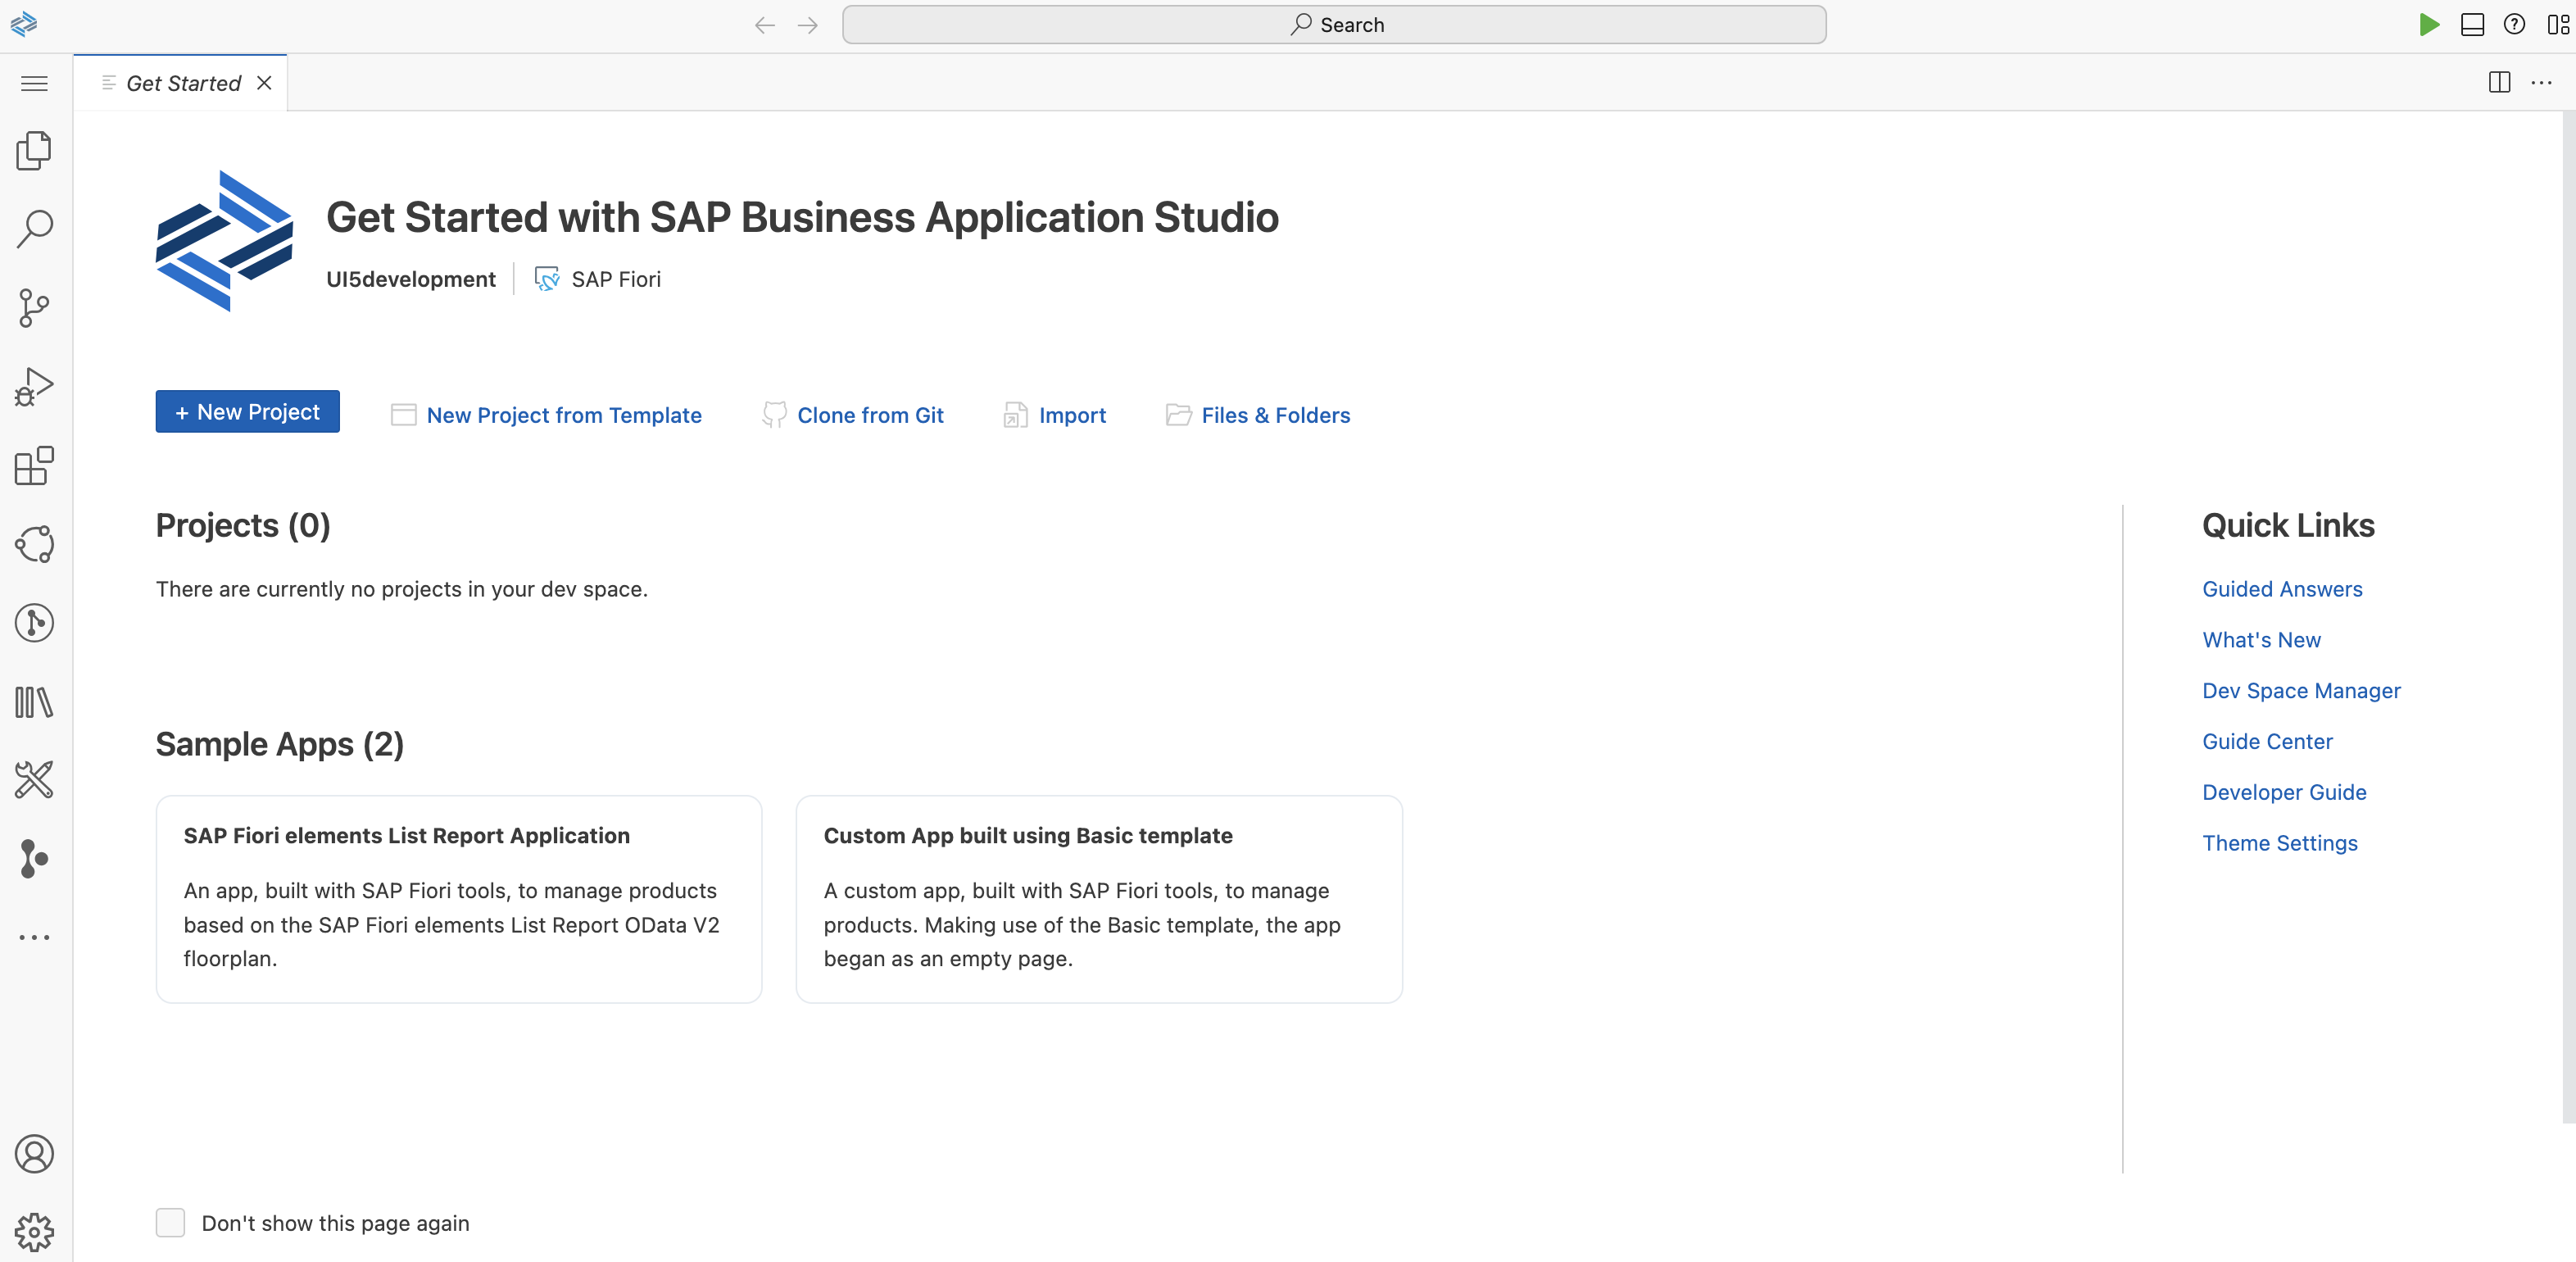 Search
Get Started
Get Started with SAP Business Application Studio
UI5development
SAP Fiori
+ New Project
New Project from Template
Clone from Git
Import
Files & Folders
Projects (0)
There are currently no projects in your dev space.
Sample Apps (2)
SAP Fiori elements List Report Application
An app, built with SAP Fiori tools, to manage products
based on the SAP Fiori elements List Report OData V2
floorplan.
Custom App built using Basic template
A custom app, built with SAP Fiori tools, to manage
products. Making use of the Basic template, the app
began as an empty page.
Quick Links
Guided Answers
What's New
Dev Space Manager
Guide Center
Developer Guide
Theme Settings
Don't show this page again